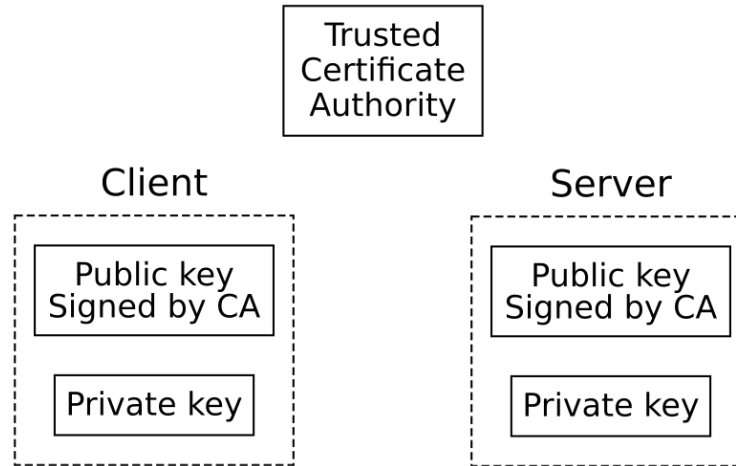 Trusted
Certificate
Authority
Client
Public key
Signed by CA
Private key
Server
Public key
Signed by CA
Private key